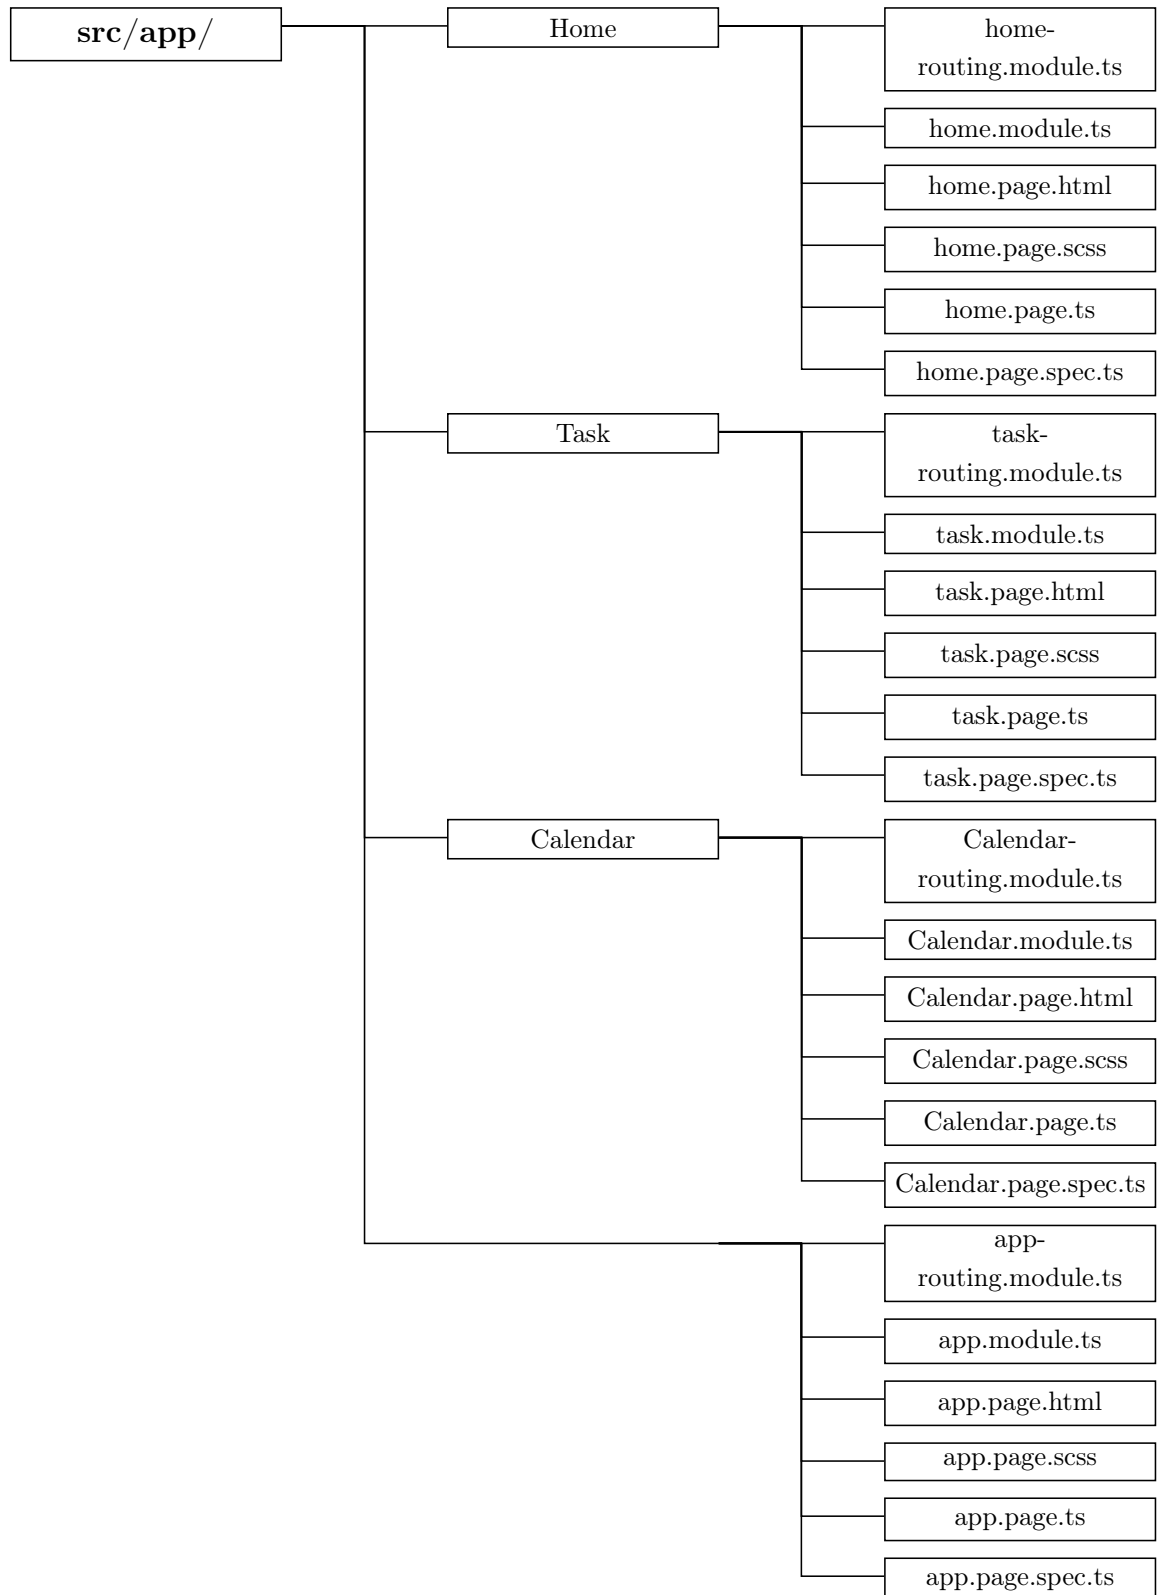 src/app/
Home
home-
routing.module.ts
home.module.ts
home.page.html
home.page.scss
home.page.ts
home.page.spec.ts
Task
task-
routing.module.ts
task.module.ts
task.page.html
task.page.scss
task.page.ts
task.page.spec.ts
Calendar
Calendar-
routing.module.ts
Calendar.module.ts
Calendar.page.html
Calendar.page.scss
Calendar.page.ts
Calendar.page.spec.ts
app-
routing.module.ts
app.module.ts
app.page.html
app.page.scss
app.page.ts
app.page.spec.ts